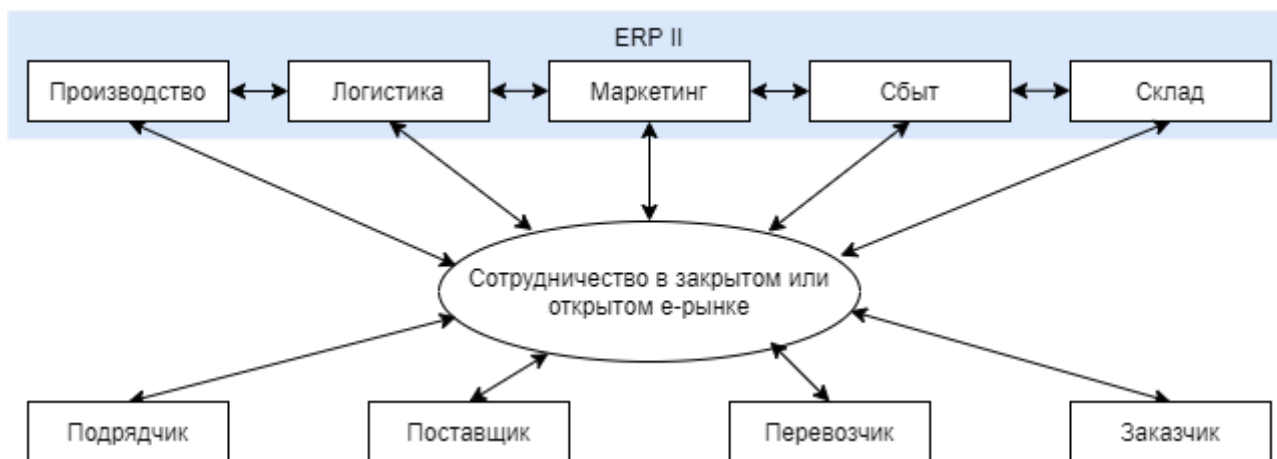 ERP II
Производство
Логистика
Маркетинг
Сбыт
Склад
Сотрудничество в закрытом или
открытом е-рынке
Подрядчик
Поставщик
Перевозчик
Заказчик